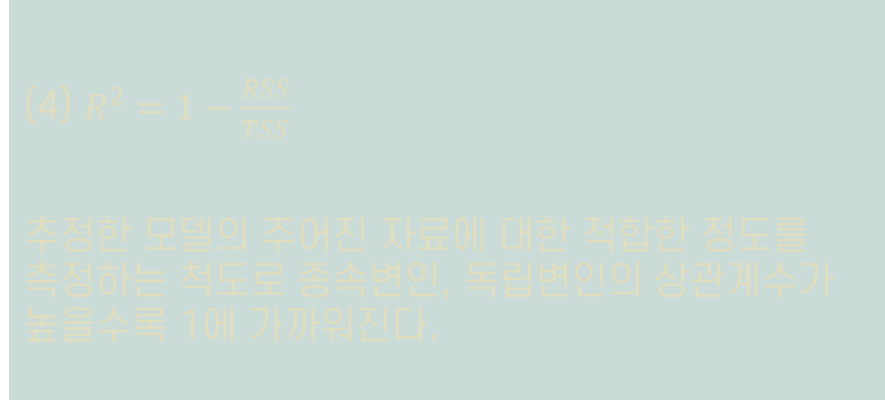 (4) R² = 1 − RSS/TSS
추정한 모델의 주어진 자료에 대한 적합한 정도를
측정하는 척도로 종속변인, 독립변인의 상관계수가
높을수록 1에 가까워진다.